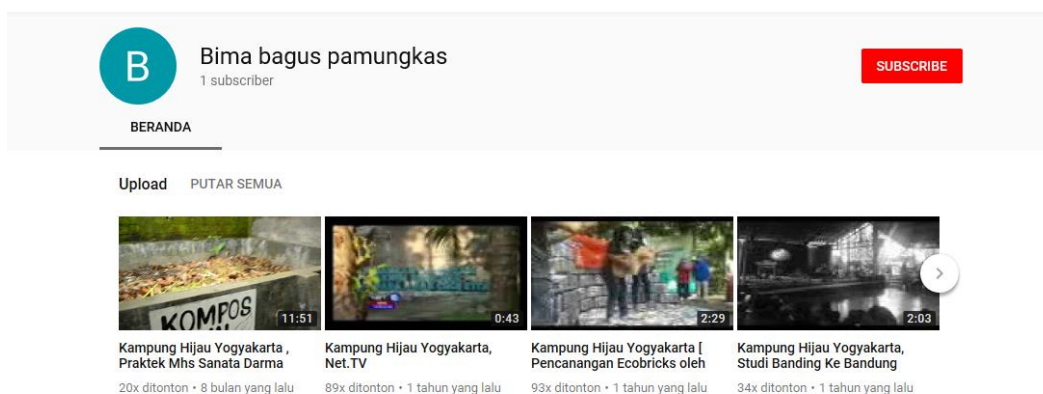 B
Bima bagus pamungkas
1 subscriber
SUBSCRIBE
BERANDA
Upload PUTAR SEMUA
KOMPOS
11:51
0:43
2:29
2:03
Kampung Hijau Yogyakarta ,
Praktek Mhs Sanata Darma
20x ditonton • 8 bulan yang lalu
Kampung Hijau Yogyakarta,
Net.TV
89x ditonton • 1 tahun yang lalu
Kampung Hijau Yogyakarta [
Pencanangan Ecobricks oleh
93x ditonton • 1 tahun yang lalu
Kampung Hijau Yogyakarta,
Studi Banding Ke Bandung
34x ditonton • 1 tahun yang lalu